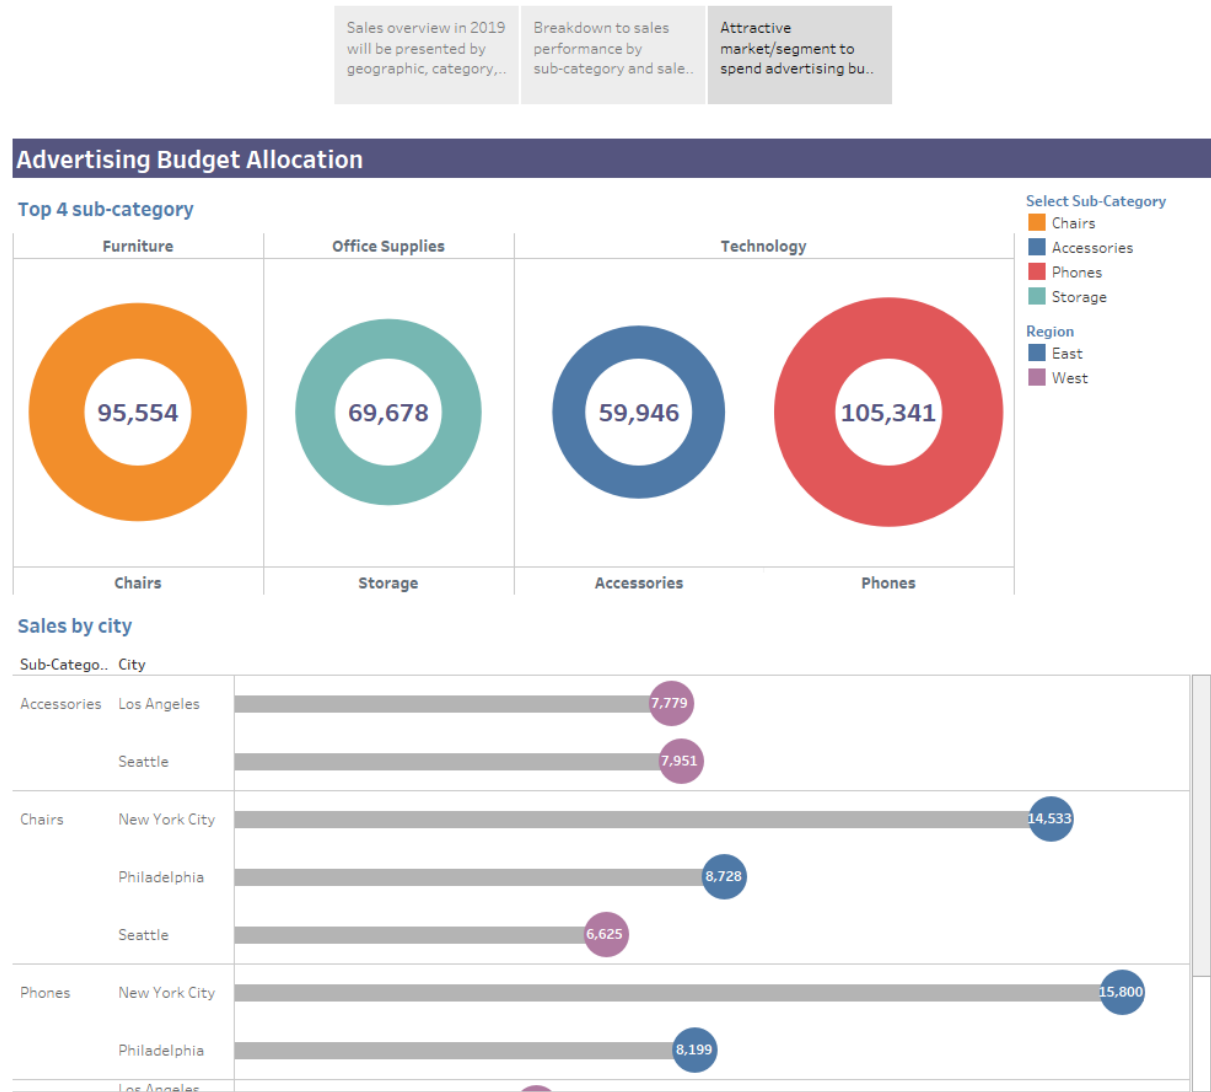 Sales overview in 2019
will be presented by
geographic, category,..
Breakdown to sales
performance by
sub-category and sale..
Attractive
market/segment to
spend advertising bu..
Advertising Budget Allocation
Top 4 sub-category
Furniture
Office Supplies
Technology
95,554
69,678
59,946
105,341
Chairs
Storage
Accessories
Phones
Select Sub-Category
Chairs
Accessories
Phones
Storage
Region
East
West
Sales by city
Sub-Catego.. City
Accessories Los Angeles 7,779
Seattle 7,951
Chairs New York City 14,533
Philadelphia 8,728
Seattle 6,625
Phones New York City 15,800
Philadelphia 8,199
Los Angeles